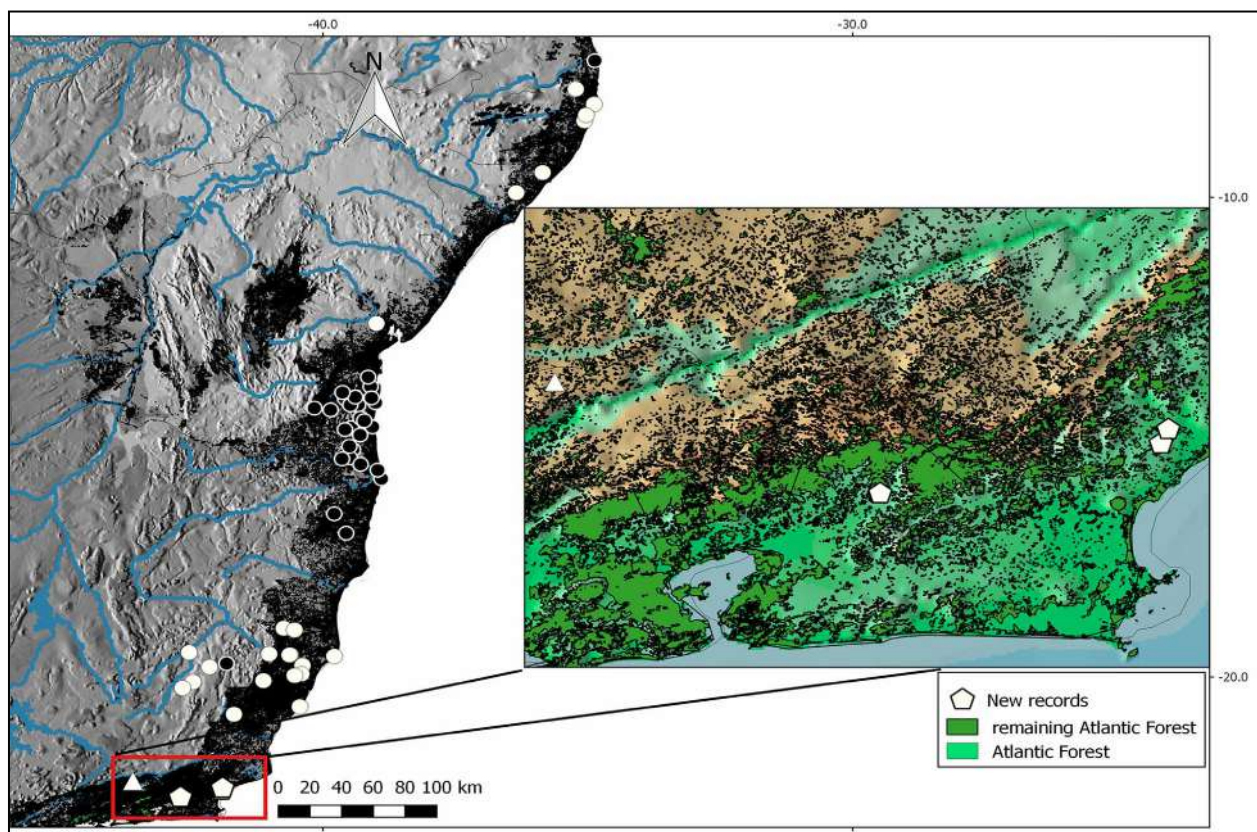 -40.0
-30.0
N
-10.0
New records
remaining Atlantic Forest
Atlantic Forest
-20.0
0 20 40 60 80 100 km